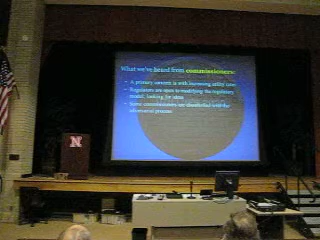 What we've heard from commissioners:
• A primary concern is with increasing utility rates
• Regulators are open to modifying the regulatory
model; looking for ideas
• Some commissioners are dissatisfied with the
adversarial process
N